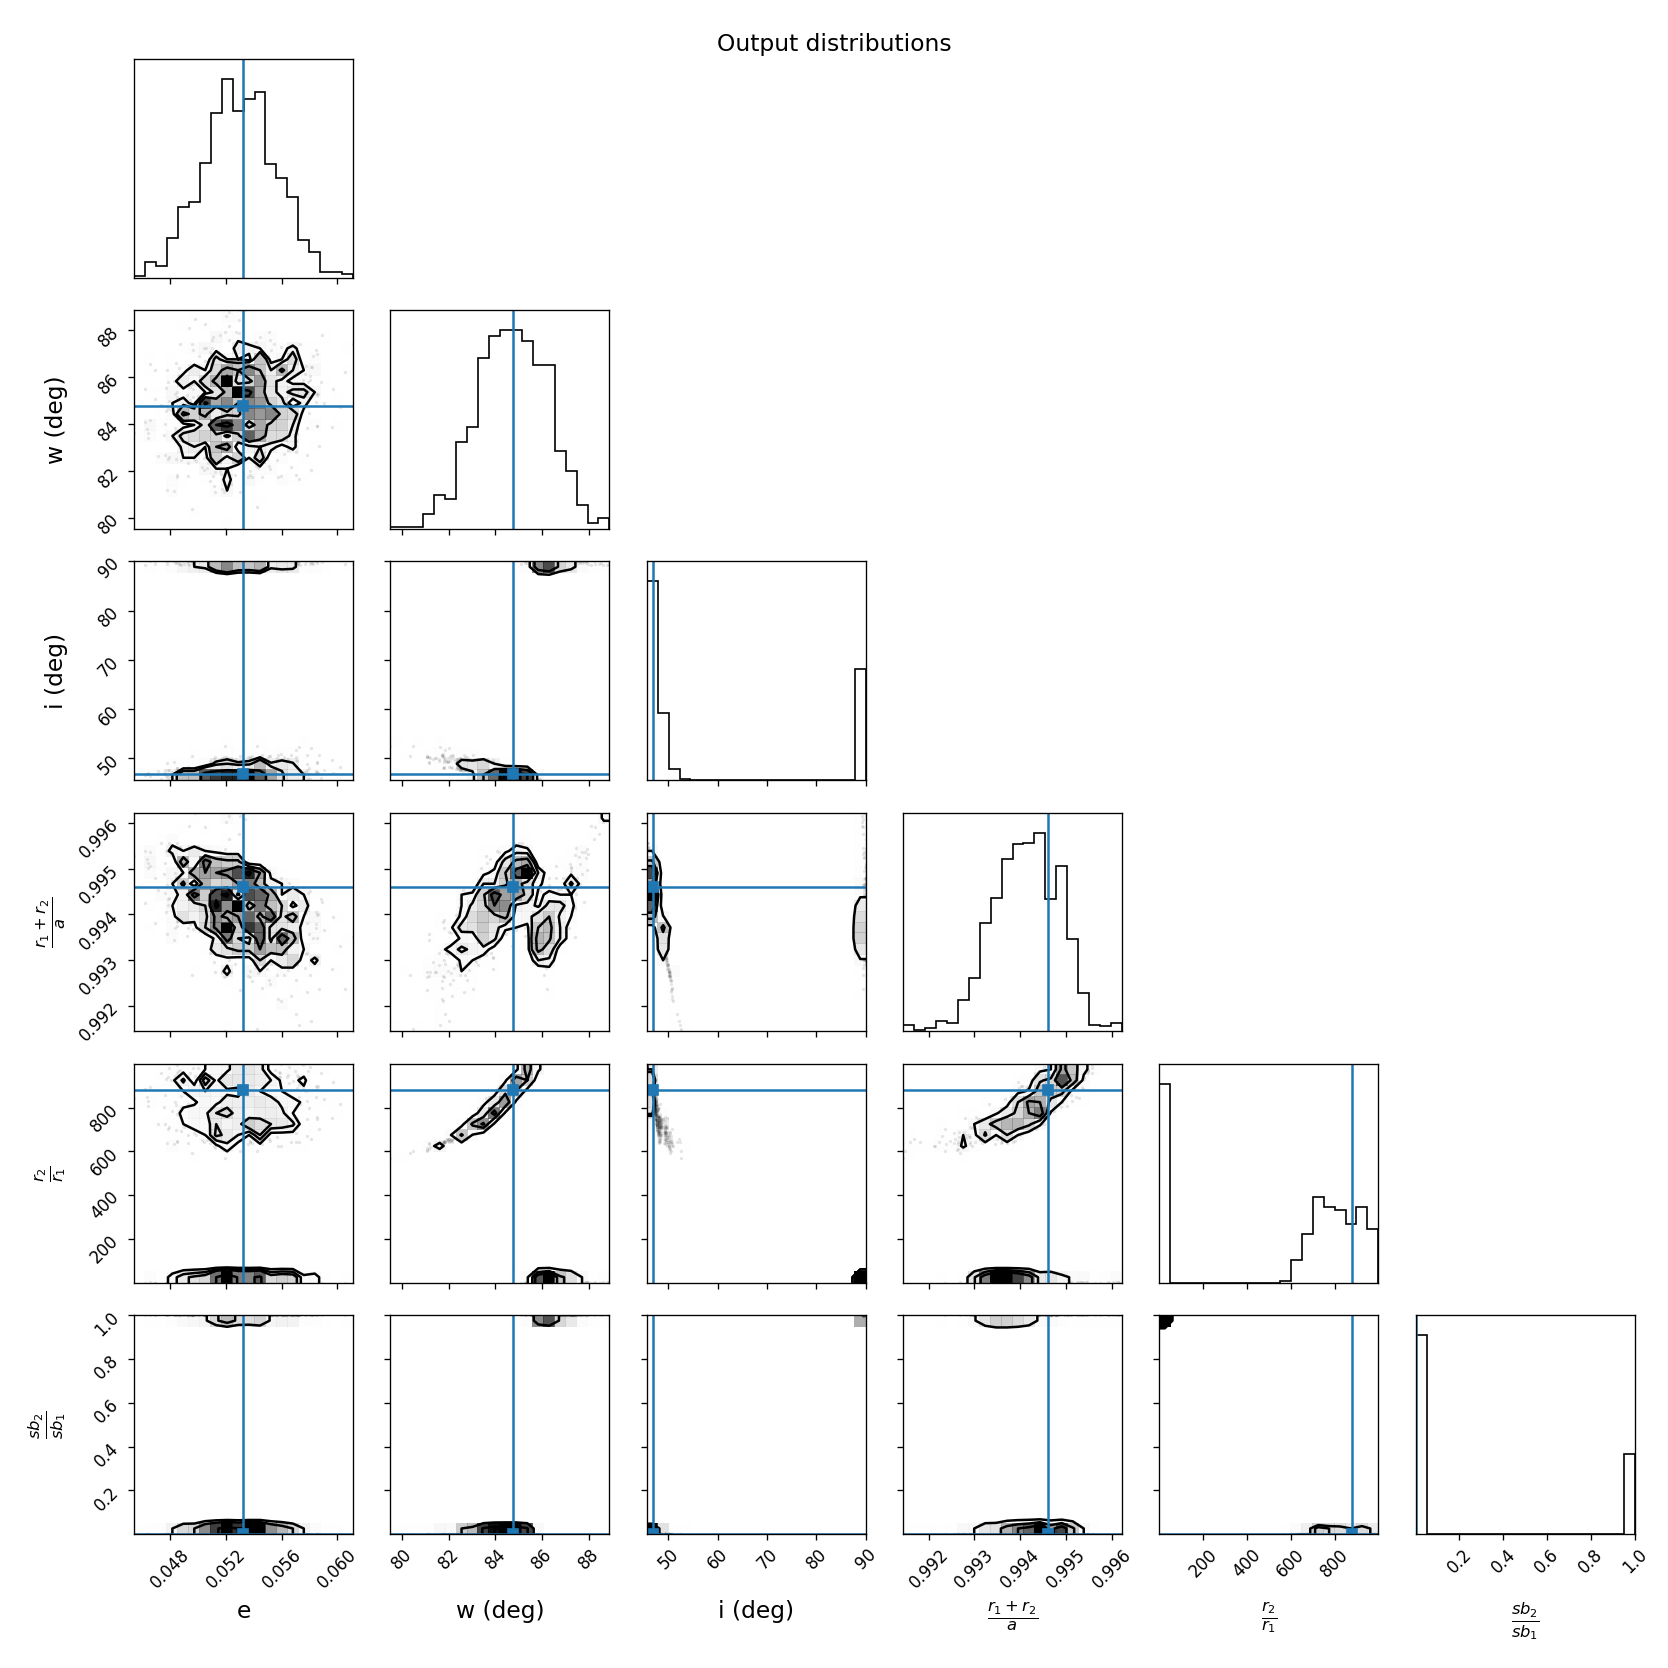 Output distributions
w (deg)
88
86
84
82
80
i (deg)
90
80
70
60
50
r₁ + r₂
a
0.996
0.995
0.994
0.993
0.992
r₂
r₁
800
600
400
200
sb₂
sb₁
1.0
0.8
0.6
0.4
0.2
0.048 0.052 0.056 0.060 80 82 84 86 88 50 60 70 80 90 0.992 0.993 0.994 0.995 0.996 200 400 600 800 0.2 0.4 0.6 0.8 1.0
e w (deg) i (deg) r₁ + r₂ r₂ sb₂
a r₁ sb₁